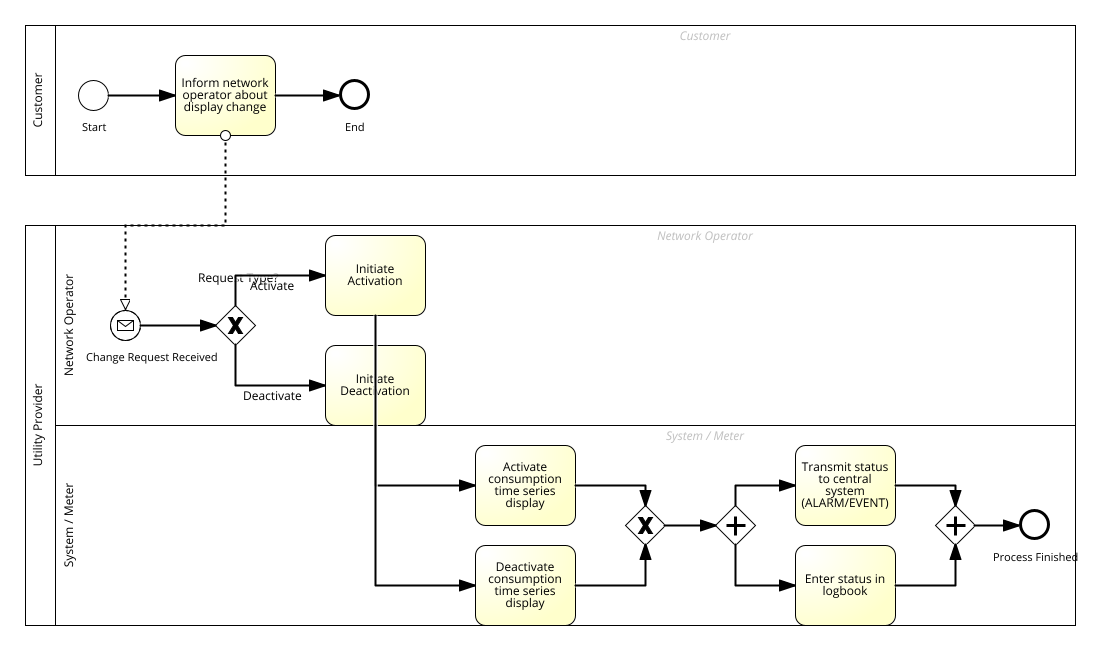 Customer
Customer
Inform network
operator about
display change
Start
End
Utility Provider
Network Operator
Network Operator
Request Type?
Activate
Initiate
Activation
Change Request Received
Deactivate
Initiate
Deactivation
System / Meter
System / Meter
Activate
consumption
time series
display
Transmit status
to central
system
(ALARM/EVENT)
Process Finished
Deactivate
consumption
time series
display
Enter status in
logbook